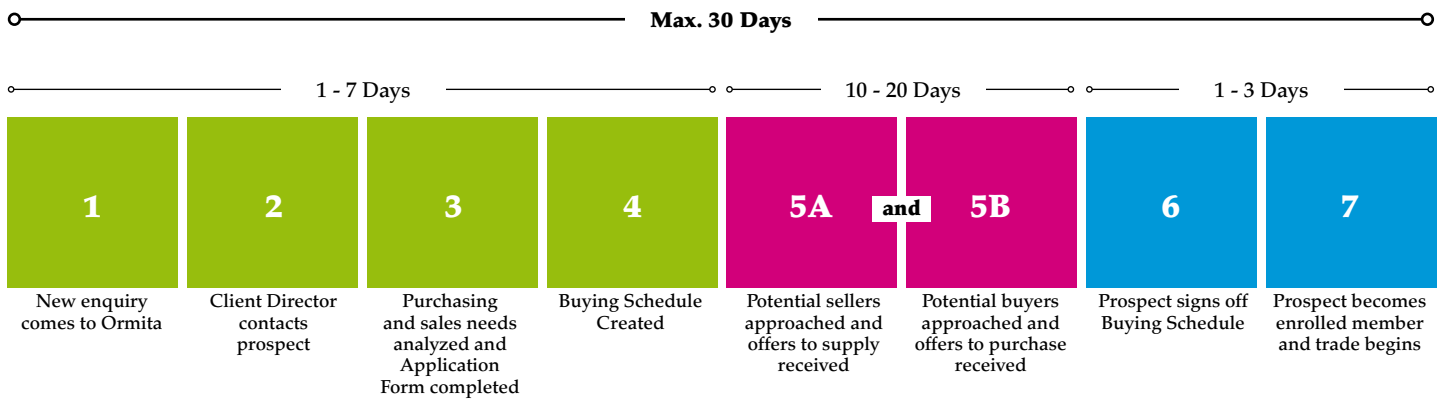 Max. 30 Days
1 - 7 Days
10 - 20 Days
1 - 3 Days
1
2
3
4
5A
and
5B
6
7
New enquiry
comes to Ormita
Client Director
contacts
prospect
Purchasing
and sales needs
analyzed and
Application
Form completed
Buying Schedule
Created
Potential sellers
approached and
offers to supply
received
Potential buyers
approached and
offers to purchase
received
Prospect signs off
Buying Schedule
Prospect becomes
enrolled member
and trade begins